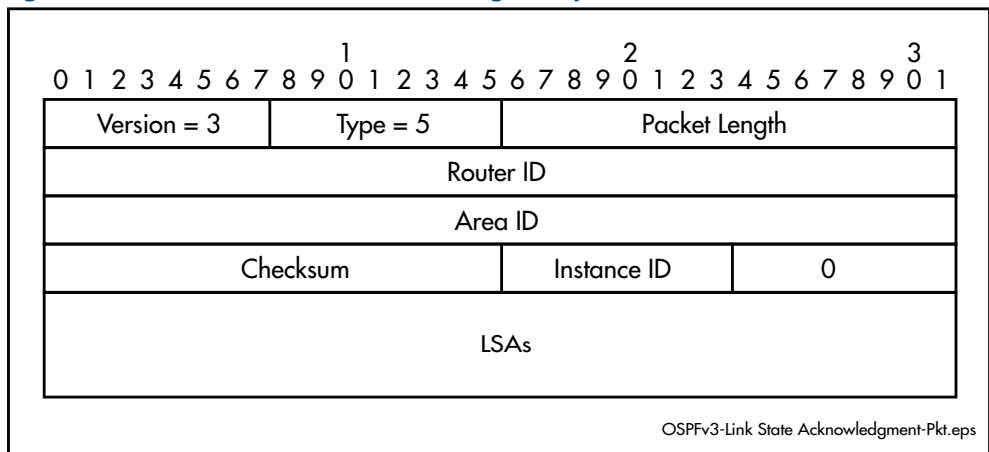 1 2 3
0 1 2 3 4 5 6 7 8 9 0 1 2 3 4 5 6 7 8 9 0 1 2 3 4 5 6 7 8 9 0 1
Version = 3 Type = 5 Packet Length
Router ID
Area ID
Checksum Instance ID 0
LSAs
OSPFv3-Link State Acknowledgment-Pkt.eps